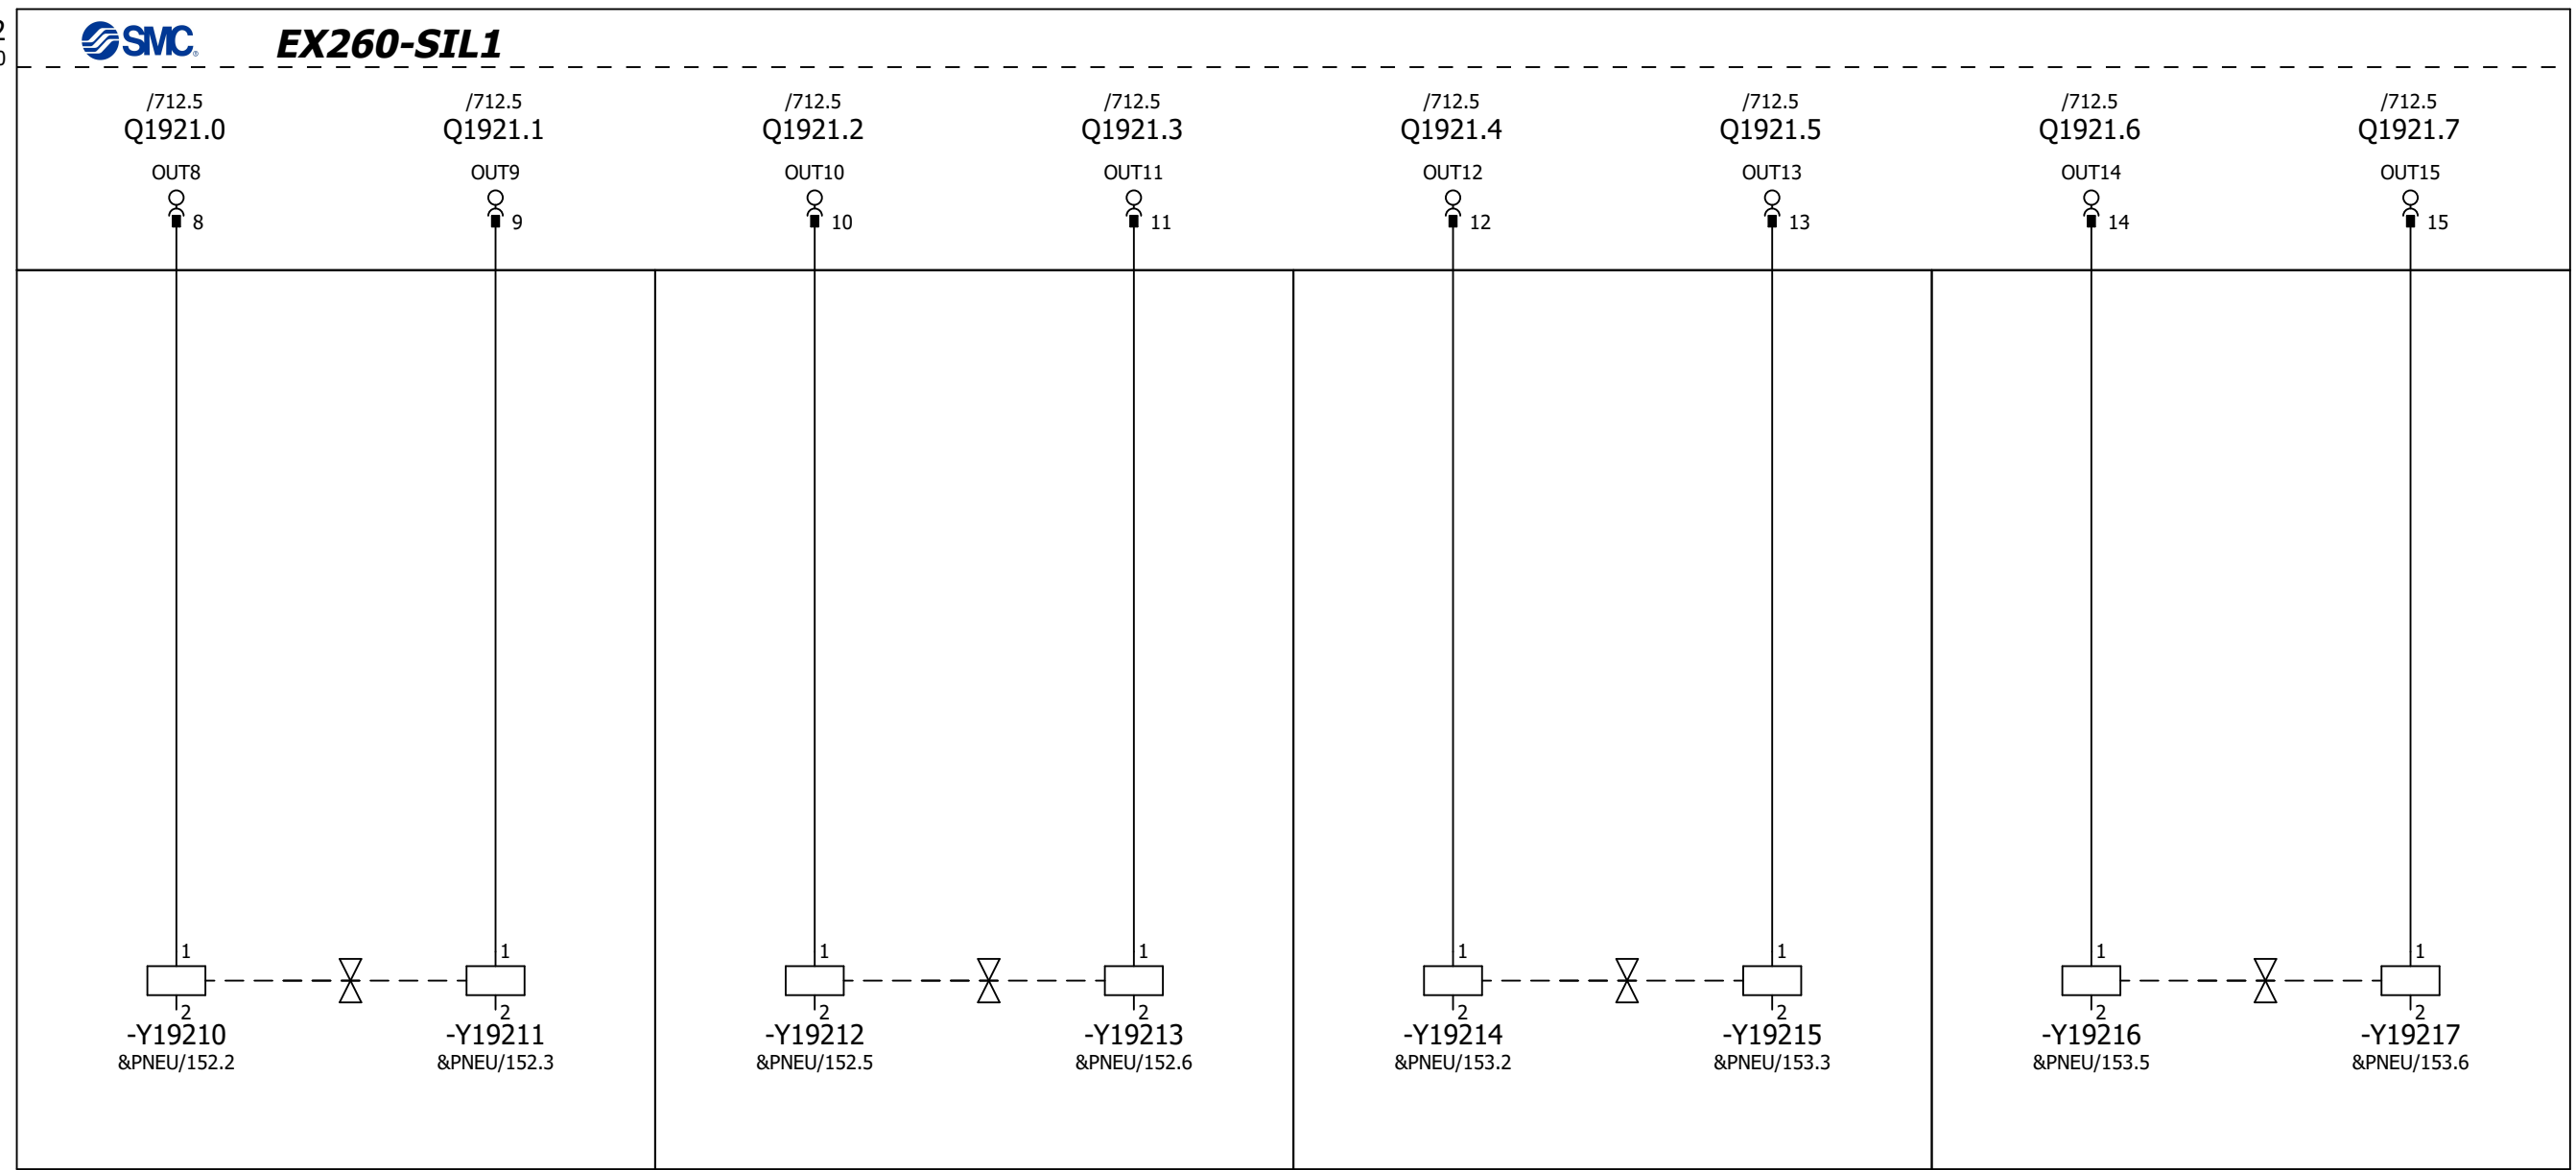 SMC® EX260-SIL1
/712.5 /712.5 /712.5 /712.5 /712.5 /712.5 /712.5 /712.5
Q1921.0 Q1921.1 Q1921.2 Q1921.3 Q1921.4 Q1921.5 Q1921.6 Q1921.7
OUT8 OUT9 OUT10 OUT11 OUT12 OUT13 OUT14 OUT15
8 9 10 11 12 13 14 15
1 1 1 1 1 1 1 1
2 2 2 2 2 2 2 2
-Y19210 -Y19211 -Y19212 -Y19213 -Y19214 -Y19215 -Y19216 -Y19217
&PNEU/152.2 &PNEU/152.3 &PNEU/152.5 &PNEU/152.6 &PNEU/153.2 &PNEU/153.3 &PNEU/153.5 &PNEU/153.6